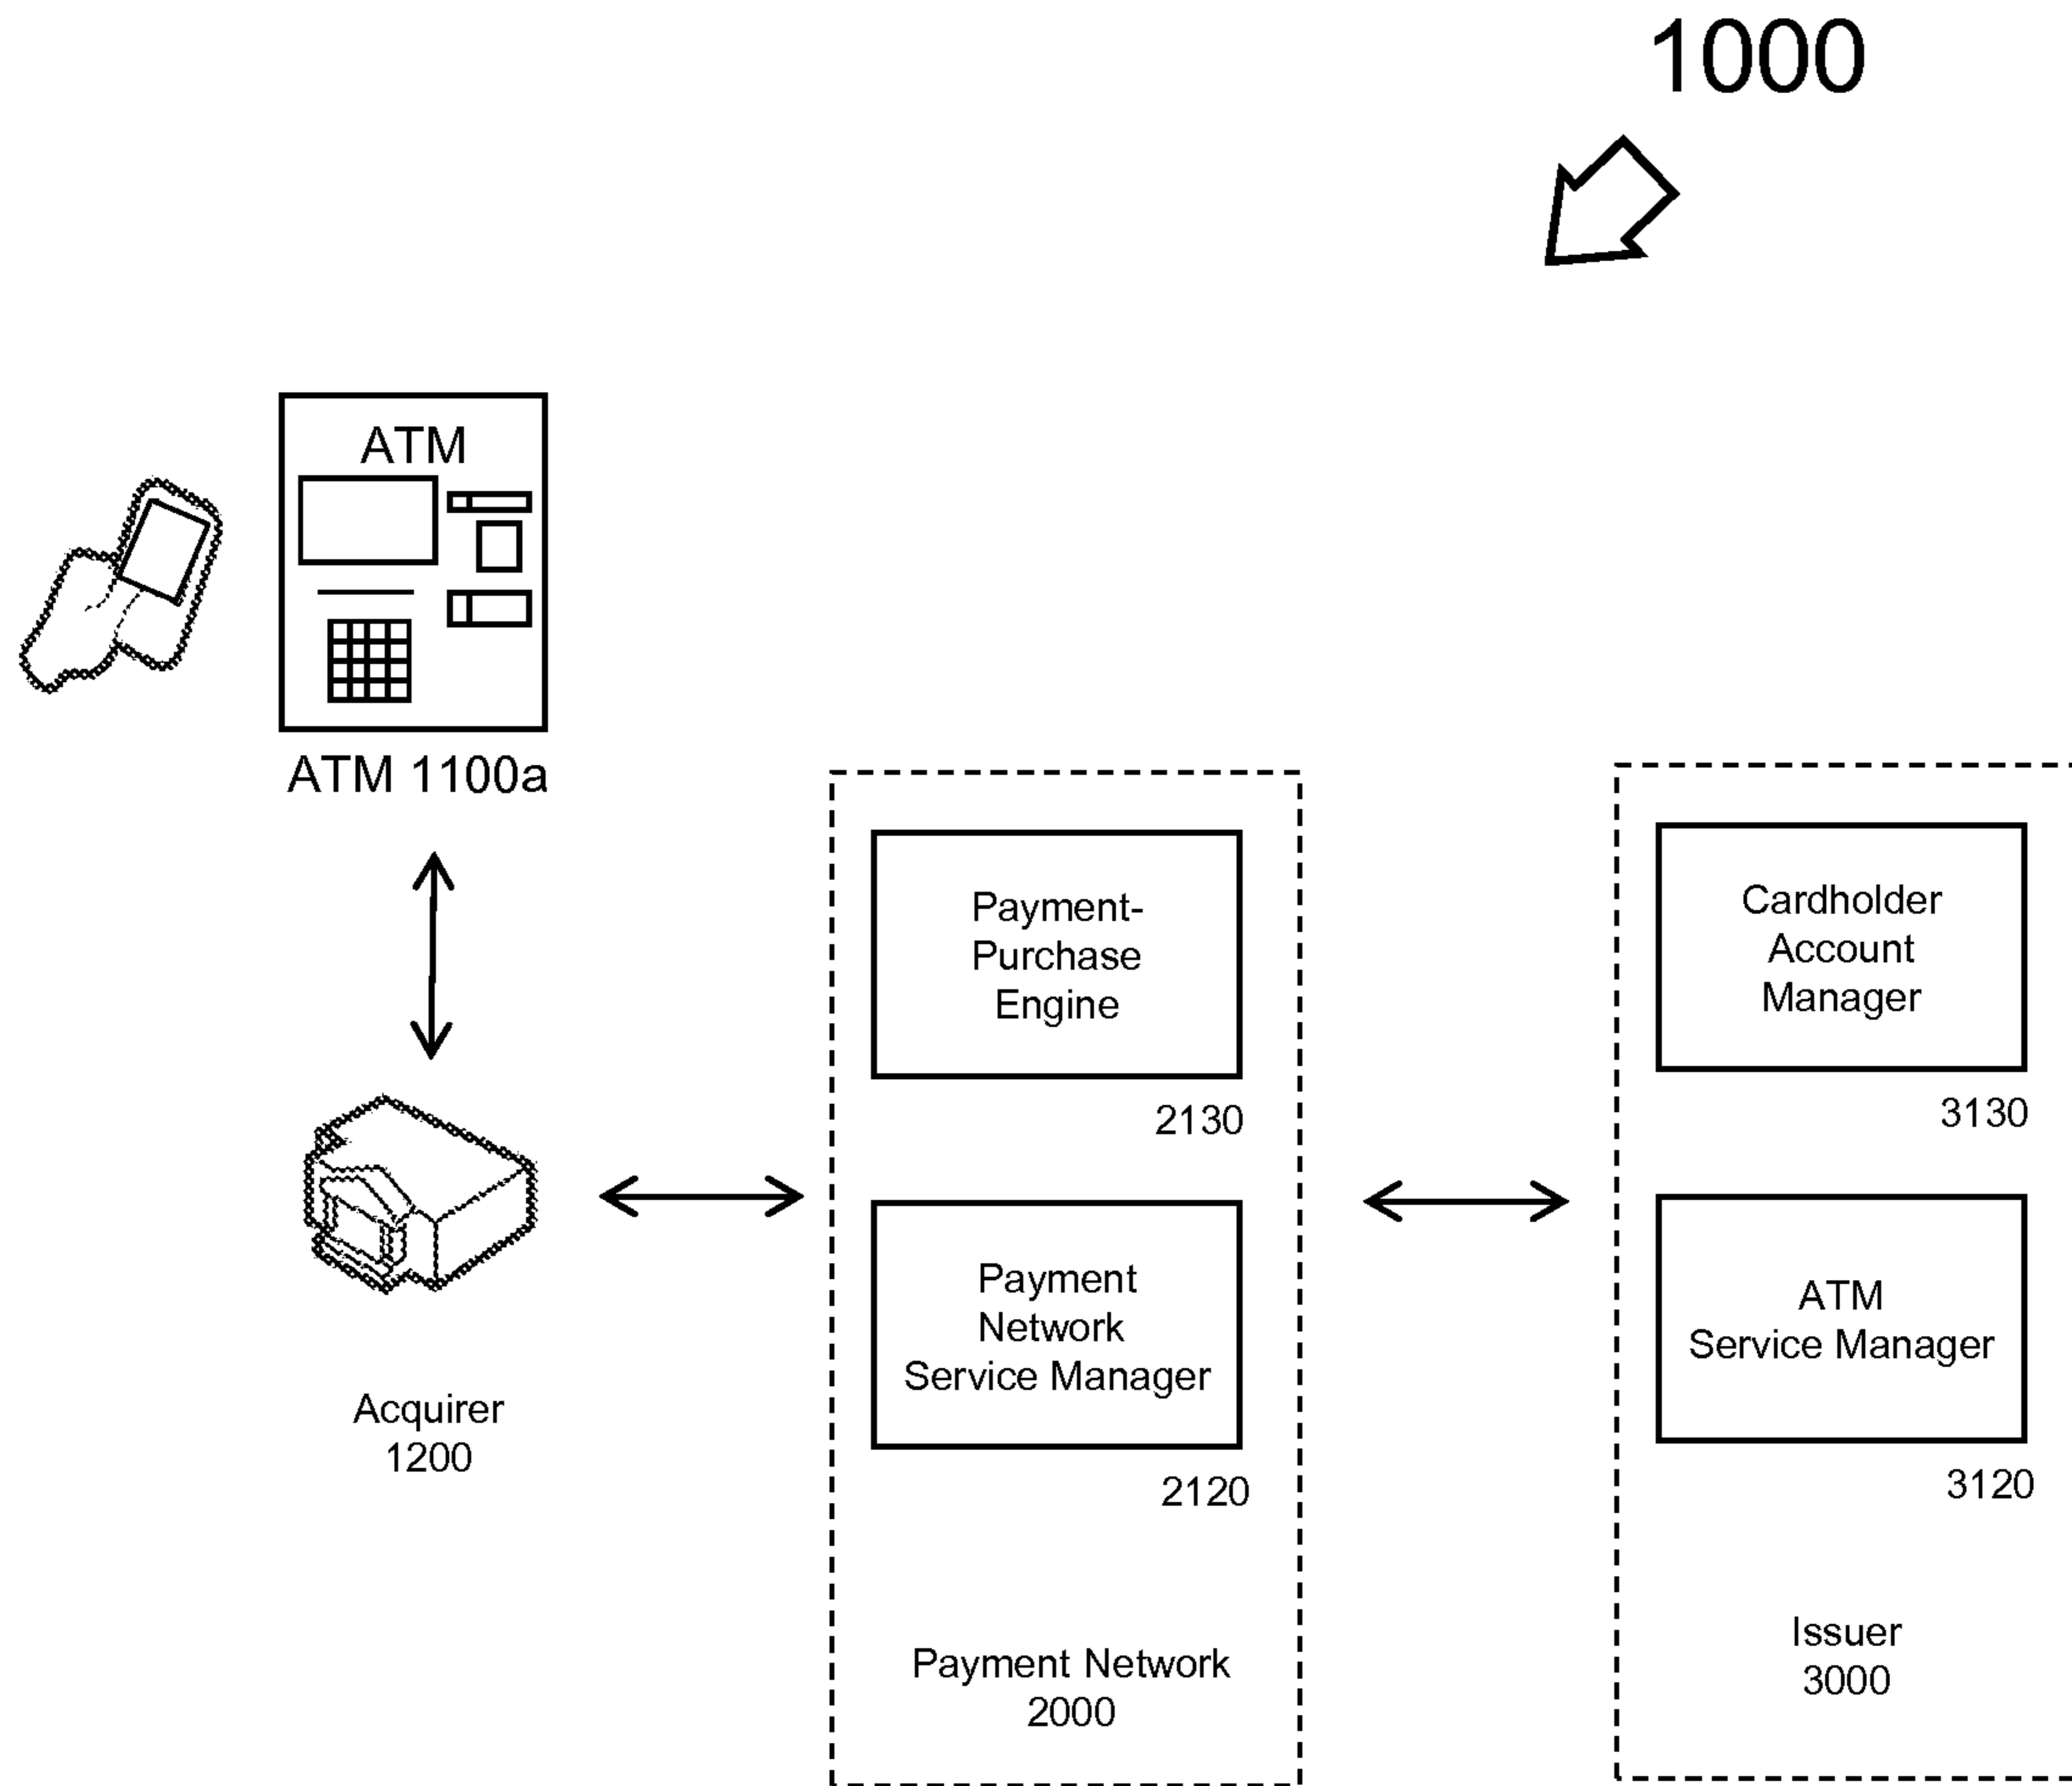 1000
ATM
ATM 1100a
Payment-
Purchase
Engine
2130
Payment
Network
Service Manager
2120
Payment Network
2000
Cardholder
Account
Manager
3130
ATM
Service Manager
3120
Issuer
3000
Acquirer
1200